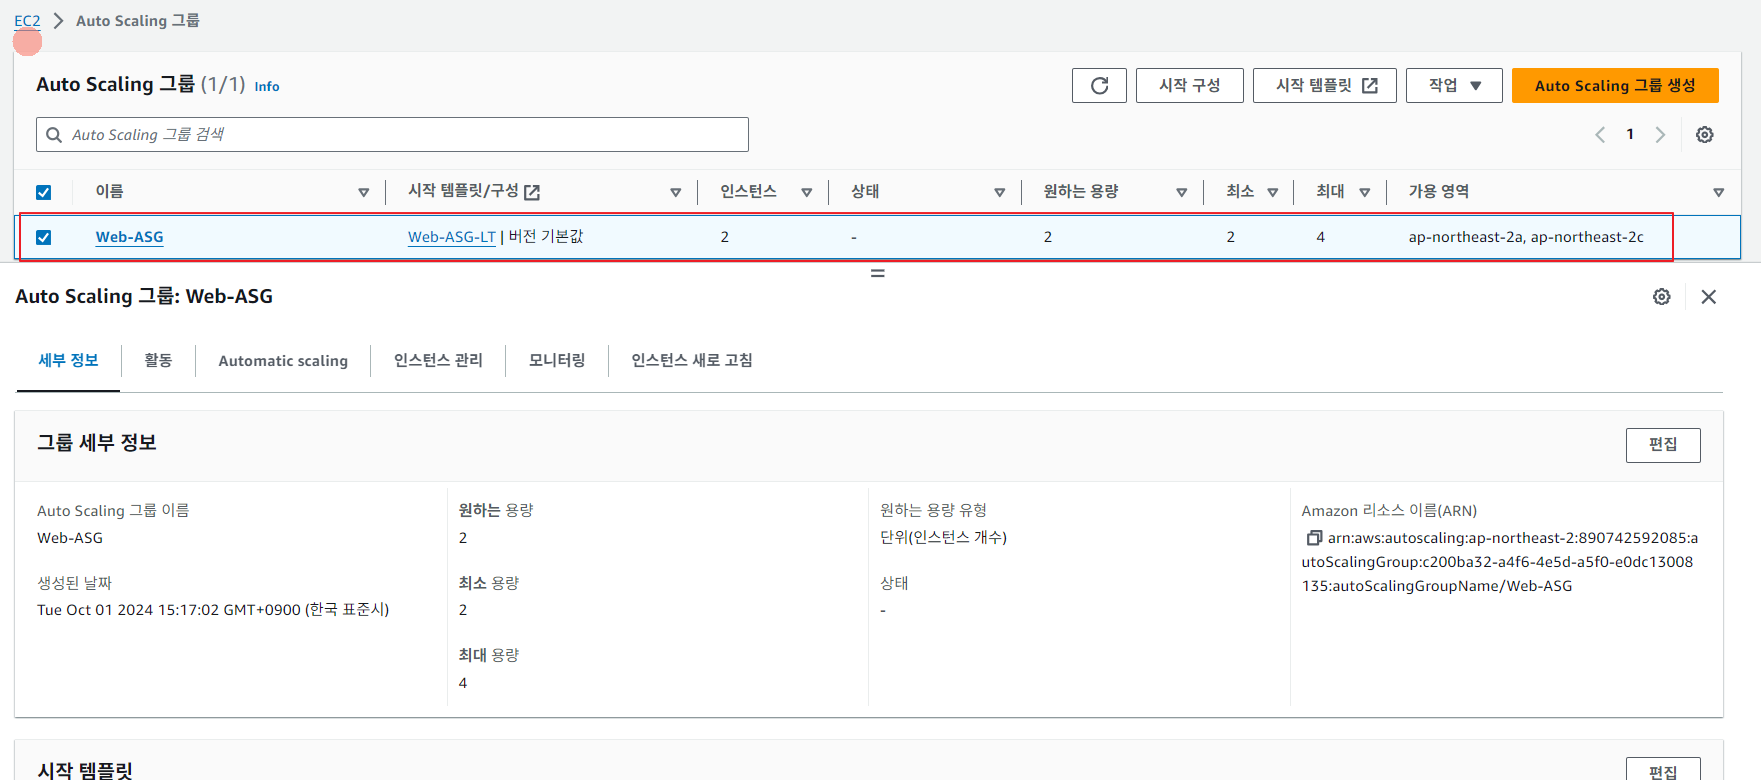 EC2 > Auto Scaling 그룹
Auto Scaling 그룹 (1/1) Info
시작 구성
시작 템플릿
작업
Auto Scaling 그룹 생성
Auto Scaling 그룹 검색
1
이름 시작 템플릿/구성 인스턴스 상태 원하는 용량 최소 최대 가용 영역
Web-ASG Web-ASG-LT | 버전 기본값 2 - 2 2 4 ap-northeast-2a, ap-northeast-2c
Auto Scaling 그룹: Web-ASG
세부 정보 활동 Automatic scaling 인스턴스 관리 모니터링 인스턴스 새로 고침
그룹 세부 정보
편집
Auto Scaling 그룹 이름
Web-ASG
생성된 날짜
Tue Oct 01 2024 15:17:02 GMT+0900 (한국 표준시)
원하는 용량
2
최소 용량
2
최대 용량
4
원하는 용량 유형
단위(인스턴스 개수)
상태
-
Amazon 리소스 이름(ARN)
arn:aws:autoscaling:ap-northeast-2:890742592085:a
utoScalingGroup:c200ba32-a4f6-4e5d-a5f0-e0dc13008
135:autoScalingGroupName/Web-ASG
시작 템플릿
편집